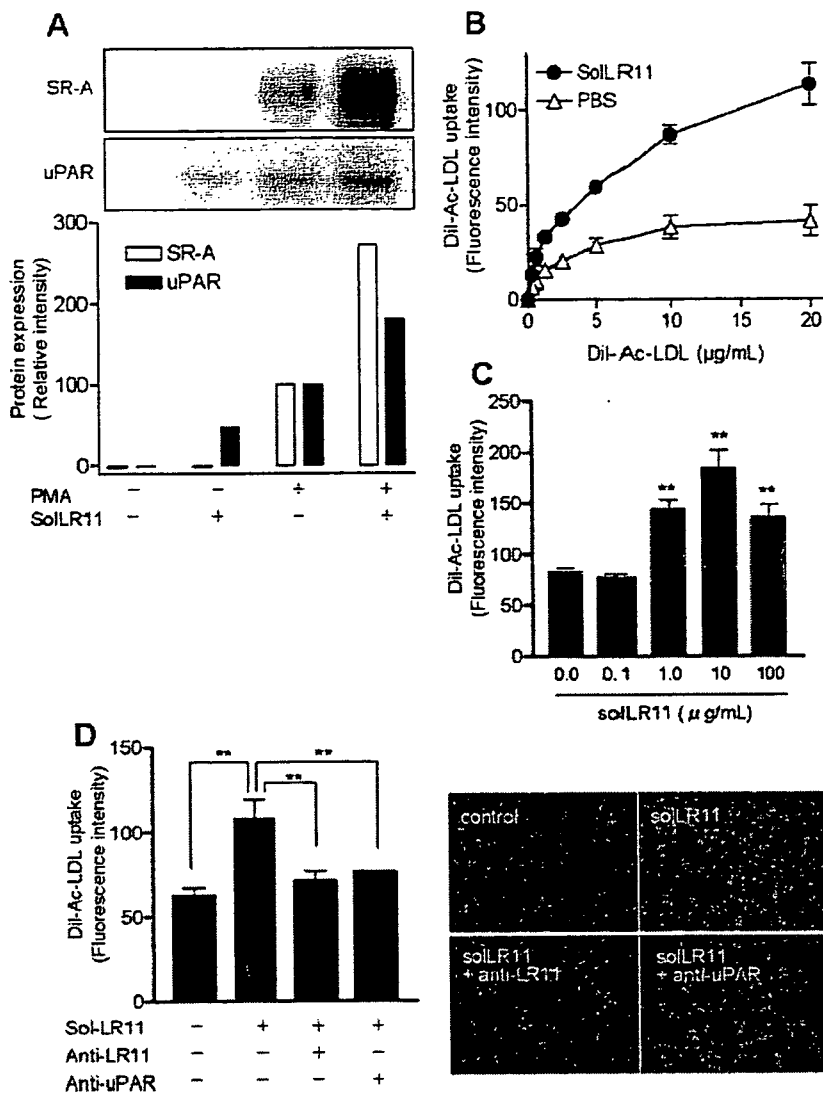 A
SR-A
uPAR
Protein expression
( Relative intensity)
300
200
100
0
SR-A
uPAR
PMA − − + +
SolLR11 − + − +
B
Dil-Ac-LDL uptake
(Fluorescence intensity)
100
50
0
SolLR11
PBS
0 5 10 15 20
Dil-Ac-LDL (µg/mL)
C
Dil-Ac-LDL uptake
(Fluorescence intensity)
250
200
150
100
50
0
** ** **
0.0 0.1 1.0 10 100
solLR11 ( µ g/mL)
D
Dil-Ac-LDL uptake
(Fluorescence intensity)
150
100
50
0
** ** **
Sol-LR11 − + + +
Anti-LR11 − − + −
Anti-uPAR − − − +
control
solLR11
solLR11
+ anti-LR11
solLR11
+ anti-uPAR